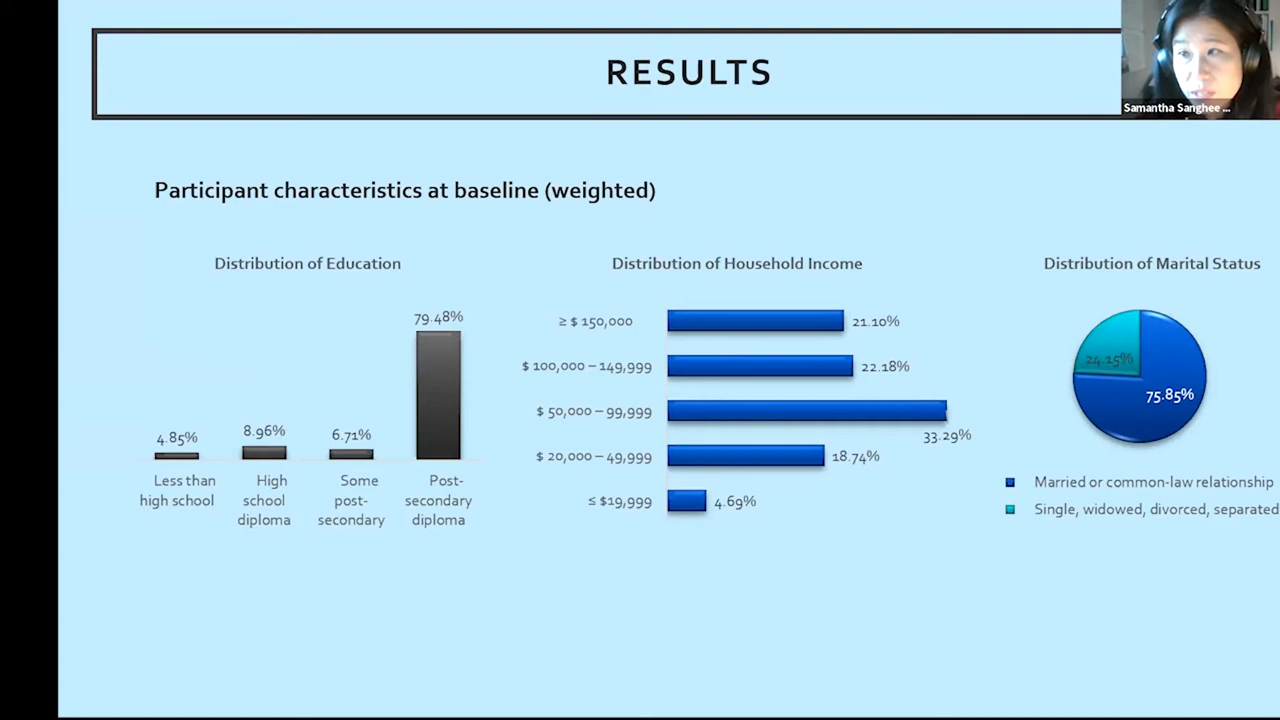 RESULTS
Samantha Sanghee ...
Participant characteristics at baseline (weighted)
Distribution of Education
79.48%
8.96%
6.71%
4.85%
Less than
high school
High
school
diploma
Some
post-
secondary
Post-
secondary
diploma
Distribution of Household Income
≥ $ 150,000
21.10%
$ 100,000 – 149,999
22.18%
$ 50,000 – 99,999
33.29%
$ 20,000 – 49,999
18.74%
≤ $19,999
4.69%
Distribution of Marital Status
24.15%
75.85%
Married or common-law relationship
Single, widowed, divorced, separated